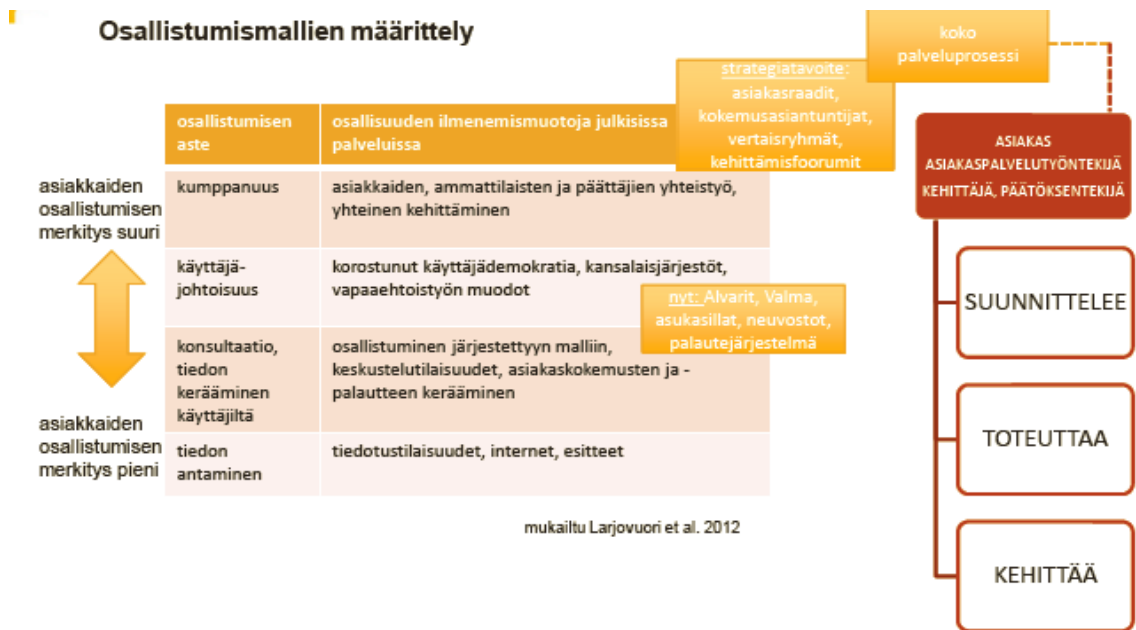 Osallistumismallien määrittely
koko
palveluprosessi
strategiatavoite:
asiakasraadit,
kokemusasiantuntijat,
vertaisryhmät,
kehittämisfoorumit
osallistumisen
aste
osallisuuden ilmenemismuotoja julkisissa
palveluissa
asiakkaiden
osallistumisen
merkitys suuri
kumppanuus
asiakkaiden, ammattilaisten ja päättäjien yhteistyö,
yhteinen kehittäminen
käyttäjä-
johtoisuus
korostunut käyttäjädemokratia, kansalaisjärjestöt,
vapaaehtoistyön muodot
nyt: Alvarit, Valma,
asukasillat, neuvostot,
palautejärjestelmä
konsultaatio,
tiedon
kerääminen
käyttäjiltä
osallistuminen järjestettyyn malliin,
keskustelutilaisuudet, asiakaskokemusten ja -
palautteen kerääminen
asiakkaiden
osallistumisen
merkitys pieni
tiedon
antaminen
tiedotustilaisuudet, internet, esitteet
mukailtu Larjovuori et al. 2012
ASIAKAS
ASIAKASPALVELUTYÖNTEKIJÄ
KEHITTÄJÄ, PÄÄTÖKSENTEKIJÄ
SUUNNITTELEE
TOTEUTTAA
KEHITTÄÄ